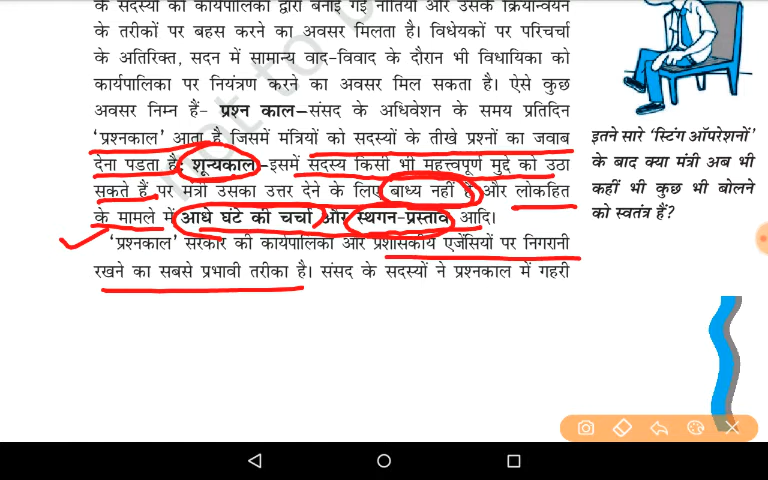 के सदस्यों को कार्यपालिका द्वारा बनाई गई नीतियों और उसके क्रियान्वयन
के तरीकों पर बहस करने का अवसर मिलता है। विधेयकों पर परिचर्चा
के अतिरिक्त, सदन में सामान्य वाद-विवाद के दौरान भी विधायिका को
कार्यपालिका पर नियंत्रण करने का अवसर मिल सकता है। ऐसे कुछ
अवसर निम्न हैं- प्रश्न काल–संसद के अधिवेशन के समय प्रतिदिन
'प्रश्नकाल' आता है जिसमें मंत्रियों को सदस्यों के तीखे प्रश्नों का जवाब
देना पड़ता है; शून्यकाल–इसमें सदस्य किसी भी महत्त्वपूर्ण मुद्दे को उठा
सकते हैं पर मंत्री उसका उत्तर देने के लिए बाध्य नहीं है और लोकहित
के मामले में आधे घंटे की चर्चा और स्थगन-प्रस्ताव आदि।
'प्रश्नकाल' सरकार की कार्यपालिका और प्रशासकीय एजेंसियों पर निगरानी
रखने का सबसे प्रभावी तरीका है। संसद के सदस्यों ने प्रश्नकाल में गहरी
इतने सारे 'स्टिंग ऑपरेशनों'
के बाद क्या मंत्री अब भी
कहीं भी कुछ भी बोलने
को स्वतंत्र हैं?
not to